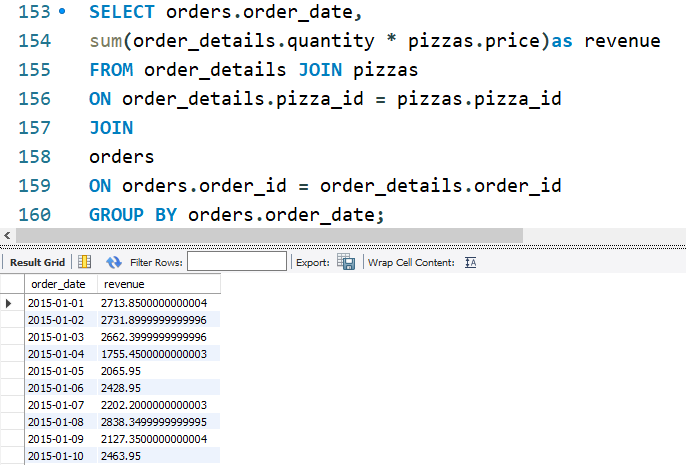 153 SELECT orders.order_date,
154 sum(order_details.quantity * pizzas.price)as revenue
155 FROM order_details JOIN pizzas
156 ON order_details.pizza_id = pizzas.pizza_id
157 JOIN
158 orders
159 ON orders.order_id = order_details.order_id
160 GROUP BY orders.order_date;
Result Grid Filter Rows: Export: Wrap Cell Content:
order_date revenue
2015-01-01 2713.8500000000004
2015-01-02 2731.8999999999996
2015-01-03 2662.3999999999996
2015-01-04 1755.4500000000003
2015-01-05 2065.95
2015-01-06 2428.95
2015-01-07 2202.2000000000003
2015-01-08 2838.3499999999995
2015-01-09 2127.3500000000004
2015-01-10 2463.95